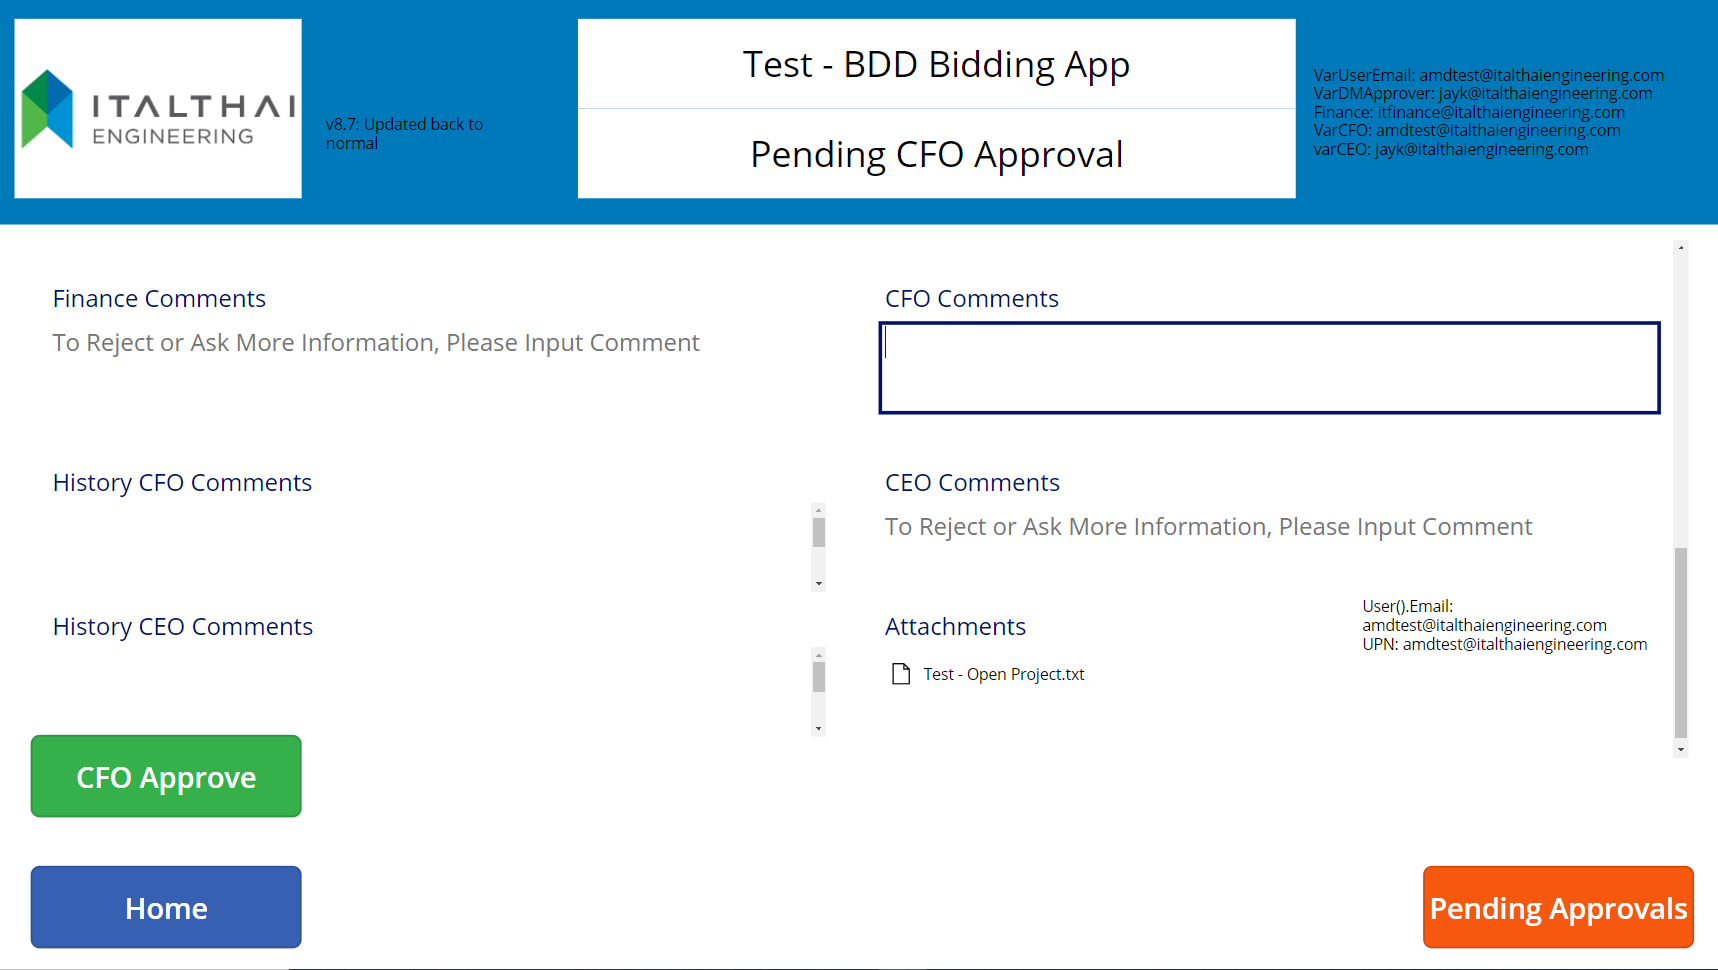 ITALTHAI
ENGINEERING
v8.7: Updated back to
normal
Test - BDD Bidding App
Pending CFO Approval
VarUserEmail: amdtest@italthaiengineering.com
VarDMApprover: jayk@italthaiengineering.com
Finance: itfinance@italthaiengineering.com
VarCFO: amdtest@italthaiengineering.com
varCEO: jayk@italthaiengineering.com
Finance Comments
To Reject or Ask More Information, Please Input Comment
CFO Comments
History CFO Comments
CEO Comments
To Reject or Ask More Information, Please Input Comment
History CEO Comments
Attachments
Test - Open Project.txt
User().Email:
amdtest@italthaiengineering.com
UPN: amdtest@italthaiengineering.com
CFO Approve
Home
Pending Approvals